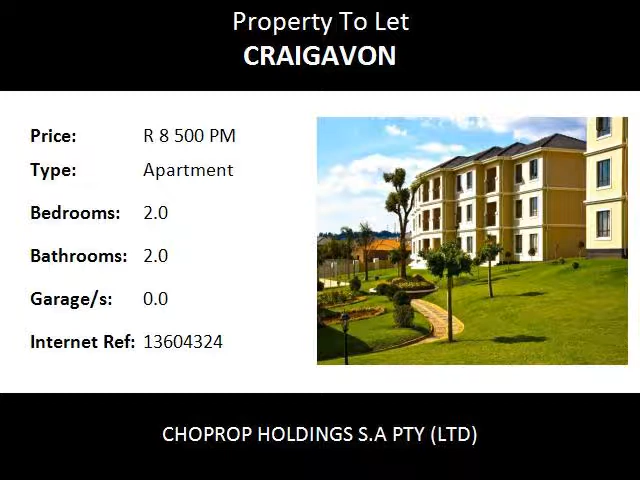 Property To Let
CRAIGAVON
Price: R 8 500 PM
Type: Apartment
Bedrooms: 2.0
Bathrooms: 2.0
Garage/s: 0.0
Internet Ref: 13604324
CHOPROP HOLDINGS S.A PTY (LTD)